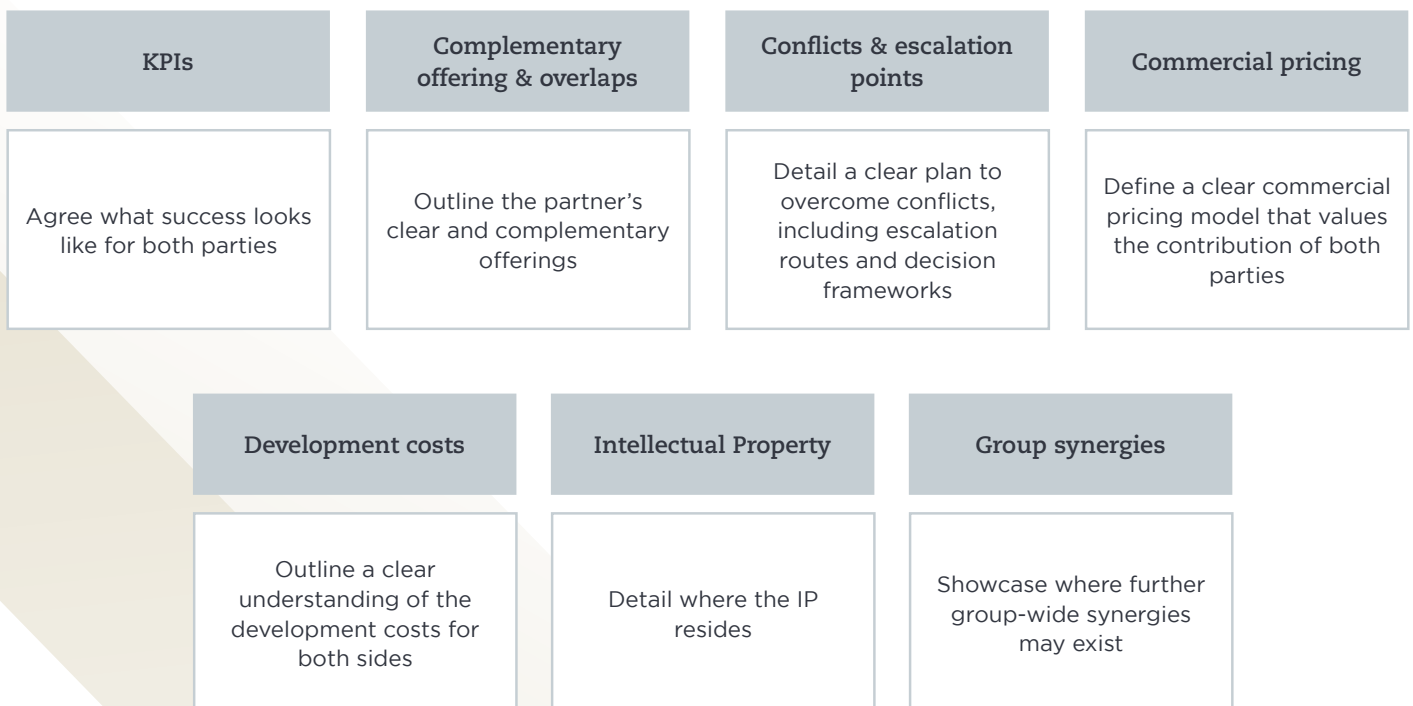 KPIs
Complementary
offering & overlaps
Conflicts & escalation
points
Commercial pricing
Agree what success looks
like for both parties
Outline the partner’s
clear and complementary
offerings
Detail a clear plan to
overcome conflicts,
including escalation
routes and decision
frameworks
Define a clear commercial
pricing model that values
the contribution of both
parties
Development costs
Intellectual Property
Group synergies
Outline a clear
understanding of the
development costs for
both sides
Detail where the IP
resides
Showcase where further
group-wide synergies
may exist